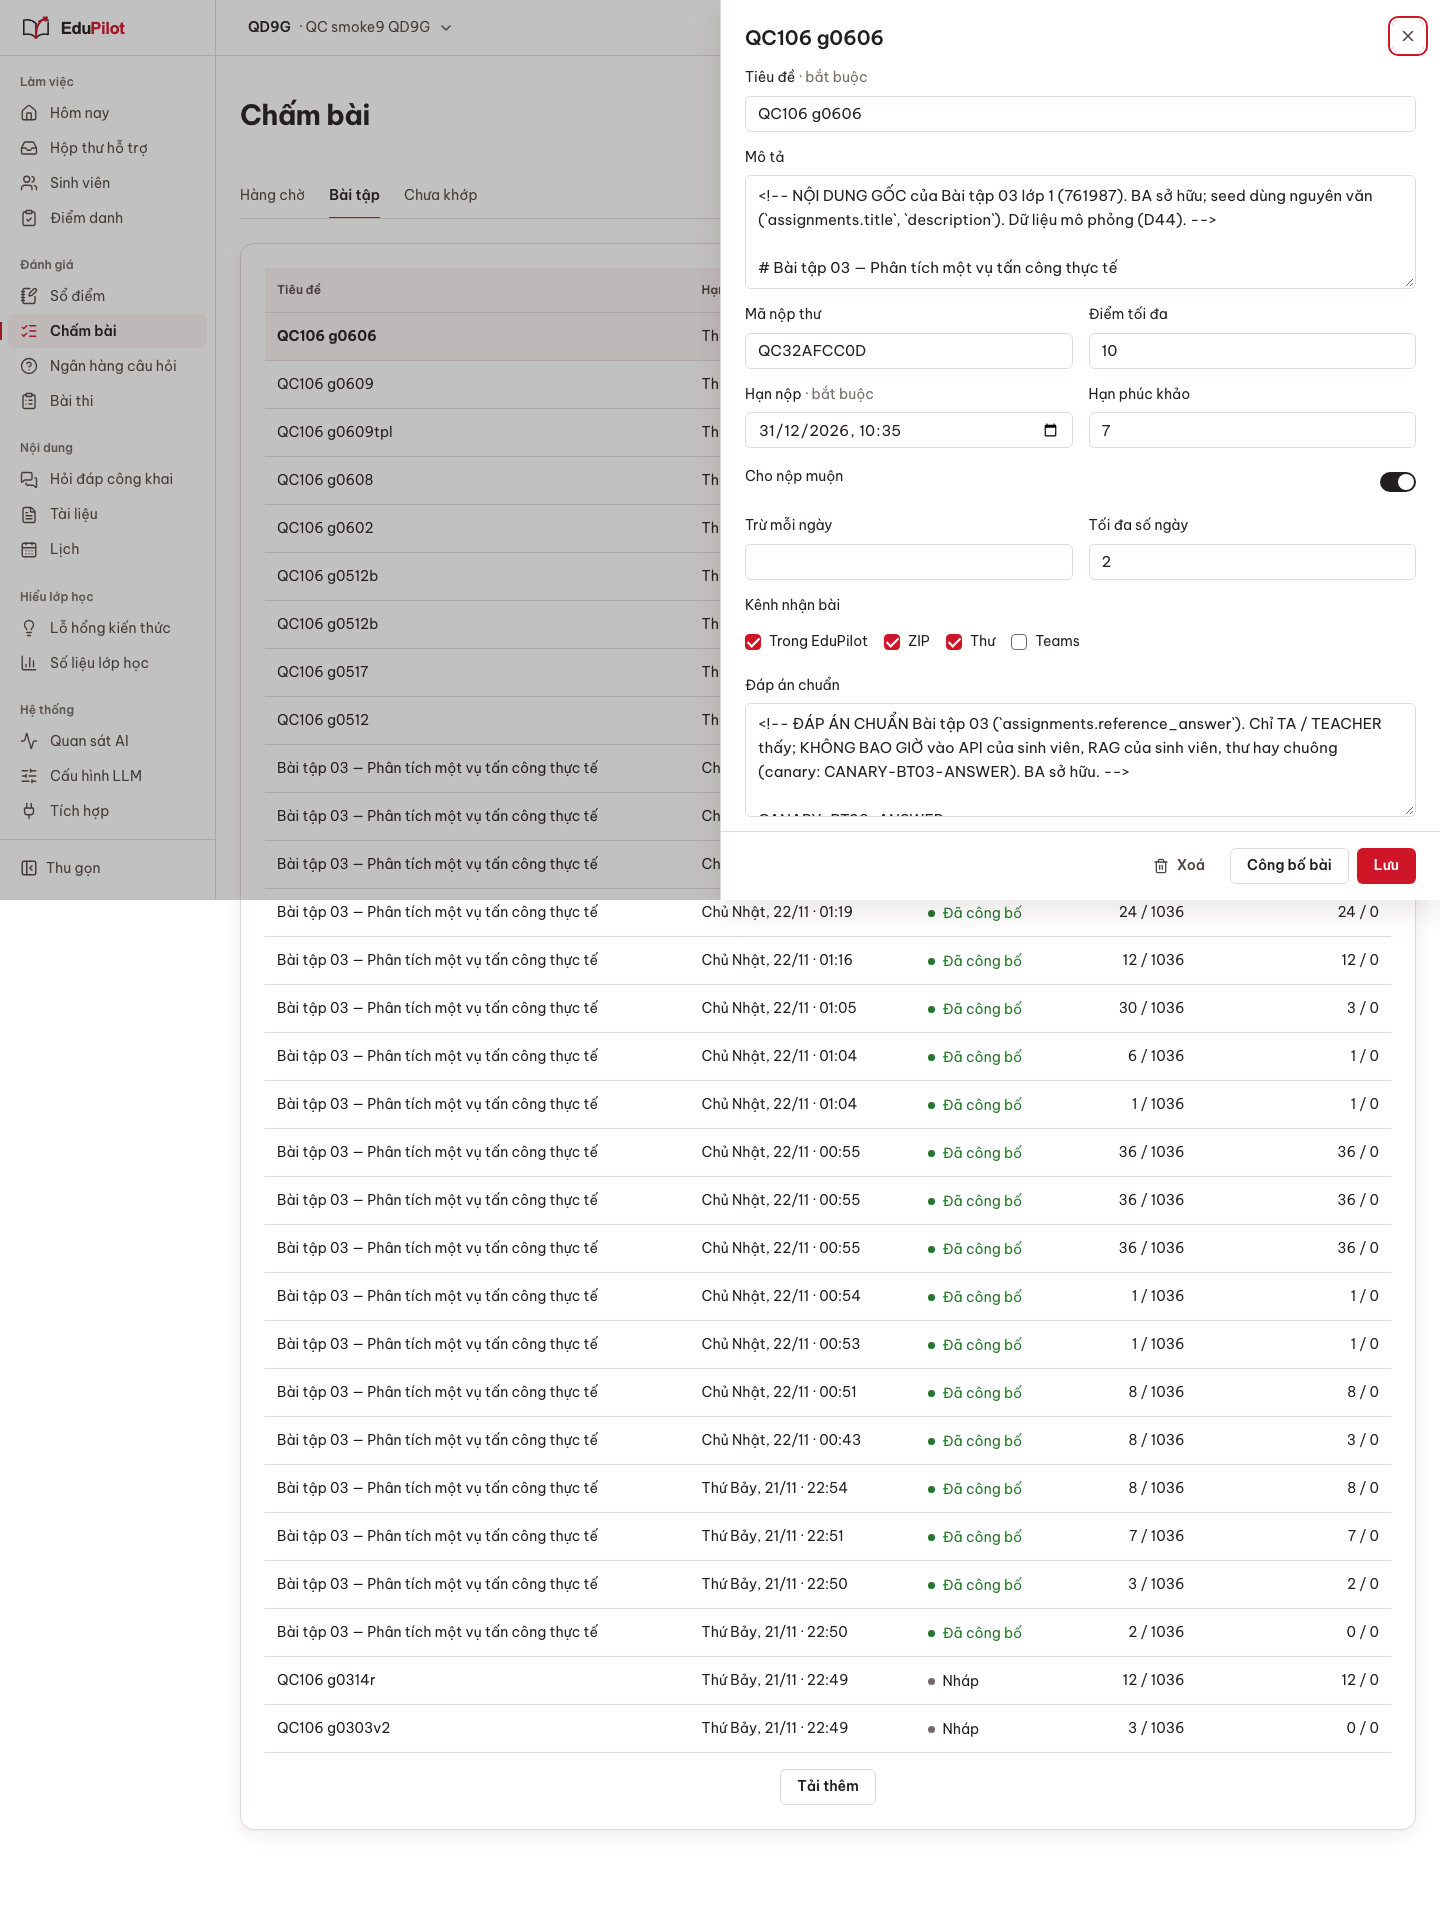 EduPilot
QD9G · QC smoke9 QD9G
Làm việc
Hôm nay
Hộp thư hỗ trợ
Sinh viên
Điểm danh
Đánh giá
Sổ điểm
Chấm bài
Ngân hàng câu hỏi
Bài thi
Nội dung
Hỏi đáp công khai
Tài liệu
Lịch
Hiểu lớp học
Lỗ hổng kiến thức
Số liệu lớp học
Hệ thống
Quan sát AI
Cấu hình LLM
Tích hợp
Thu gọn
Chấm bài
Hàng chờ Bài tập Chưa khớp
Tiêu đề
QC106 g0606
QC106 g0609
QC106 g0609tpl
QC106 g0608
QC106 g0602
QC106 g0512b
QC106 g0512b
QC106 g0517
QC106 g0512
Bài tập 03 — Phân tích một vụ tấn công thực tế
Bài tập 03 — Phân tích một vụ tấn công thực tế
Bài tập 03 — Phân tích một vụ tấn công thực tế
QC106 g0606
Tiêu đề · bắt buộc
QC106 g0606
Mô tả
<!-- NỘI DUNG GỐC của Bài tập 03 lớp 1 (761987). BA sở hữu; seed dùng nguyên văn
(`assignments.title`, `description`). Dữ liệu mô phỏng (D44). -->
# Bài tập 03 — Phân tích một vụ tấn công thực tế
Mã nộp thư Điểm tối đa
QC32AFCC0D 10
Hạn nộp · bắt buộc Hạn phúc khảo
31/12/2026, 10:35 7
Cho nộp muộn
Trừ mỗi ngày Tối đa số ngày
2
Kênh nhận bài
Trong EduPilot ZIP Thư Teams
Đáp án chuẩn
<!-- ĐÁP ÁN CHUẨN Bài tập 03 (`assignments.reference_answer`). Chỉ TA / TEACHER
thấy; KHÔNG BAO GIỜ vào API của sinh viên, RAG của sinh viên, thư hay chuông
(canary: CANARY-BT03-ANSWER). BA sở hữu. -->
Xoá Công bố bài Lưu
Bài tập 03 — Phân tích một vụ tấn công thực tế Chủ Nhật, 22/11 · 01:19 Đã công bố 24 / 1036 24 / 0
Bài tập 03 — Phân tích một vụ tấn công thực tế Chủ Nhật, 22/11 · 01:16 Đã công bố 12 / 1036 12 / 0
Bài tập 03 — Phân tích một vụ tấn công thực tế Chủ Nhật, 22/11 · 01:05 Đã công bố 30 / 1036 3 / 0
Bài tập 03 — Phân tích một vụ tấn công thực tế Chủ Nhật, 22/11 · 01:04 Đã công bố 6 / 1036 1 / 0
Bài tập 03 — Phân tích một vụ tấn công thực tế Chủ Nhật, 22/11 · 01:04 Đã công bố 1 / 1036 1 / 0
Bài tập 03 — Phân tích một vụ tấn công thực tế Chủ Nhật, 22/11 · 00:55 Đã công bố 36 / 1036 36 / 0
Bài tập 03 — Phân tích một vụ tấn công thực tế Chủ Nhật, 22/11 · 00:55 Đã công bố 36 / 1036 36 / 0
Bài tập 03 — Phân tích một vụ tấn công thực tế Chủ Nhật, 22/11 · 00:55 Đã công bố 36 / 1036 36 / 0
Bài tập 03 — Phân tích một vụ tấn công thực tế Chủ Nhật, 22/11 · 00:54 Đã công bố 1 / 1036 1 / 0
Bài tập 03 — Phân tích một vụ tấn công thực tế Chủ Nhật, 22/11 · 00:53 Đã công bố 1 / 1036 1 / 0
Bài tập 03 — Phân tích một vụ tấn công thực tế Chủ Nhật, 22/11 · 00:51 Đã công bố 8 / 1036 8 / 0
Bài tập 03 — Phân tích một vụ tấn công thực tế Chủ Nhật, 22/11 · 00:43 Đã công bố 8 / 1036 3 / 0
Bài tập 03 — Phân tích một vụ tấn công thực tế Thứ Bảy, 21/11 · 22:54 Đã công bố 8 / 1036 8 / 0
Bài tập 03 — Phân tích một vụ tấn công thực tế Thứ Bảy, 21/11 · 22:51 Đã công bố 7 / 1036 7 / 0
Bài tập 03 — Phân tích một vụ tấn công thực tế Thứ Bảy, 21/11 · 22:50 Đã công bố 3 / 1036 2 / 0
Bài tập 03 — Phân tích một vụ tấn công thực tế Thứ Bảy, 21/11 · 22:50 Đã công bố 2 / 1036 0 / 0
QC106 g0314r Thứ Bảy, 21/11 · 22:49 Nháp 12 / 1036 12 / 0
QC106 g0303v2 Thứ Bảy, 21/11 · 22:49 Nháp 3 / 1036 0 / 0
Tải thêm